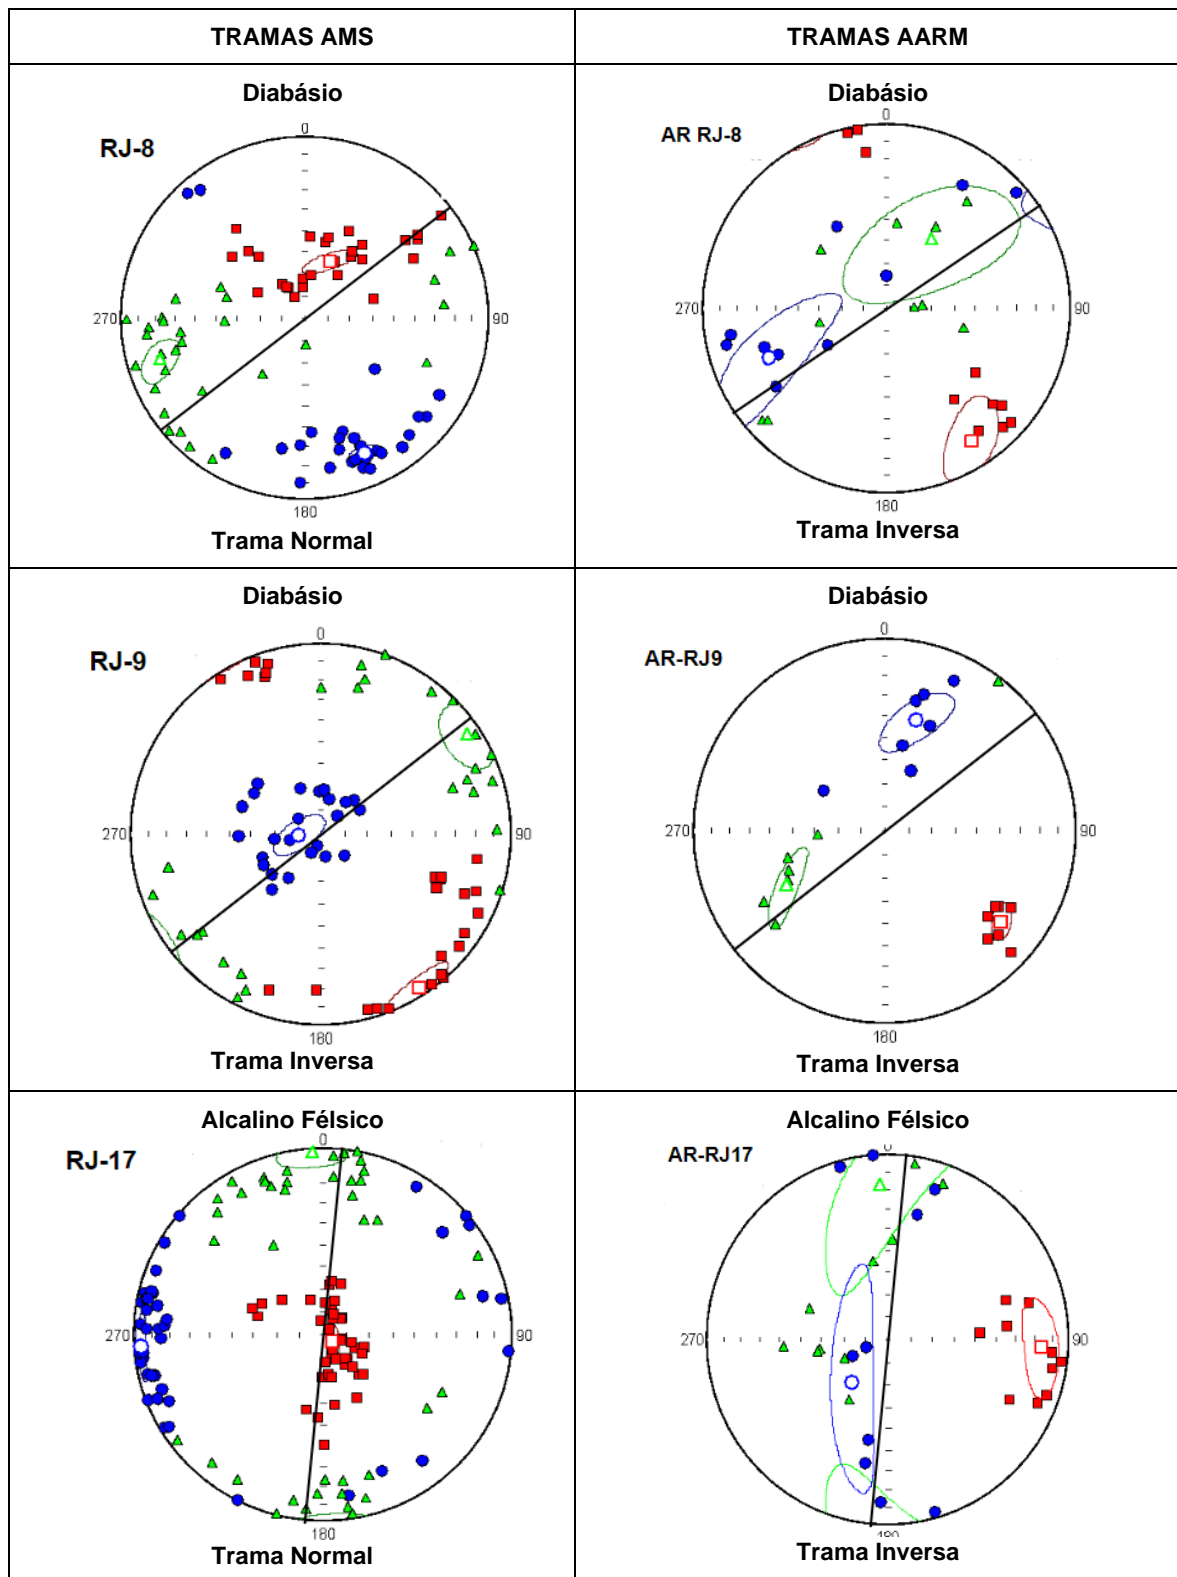 TRAMAS AMS
TRAMAS AARM
Diabásio
RJ-8
0
270
90
180
Trama Normal
Diabásio
AR RJ-8
0
270
90
180
Trama Inversa
Diabásio
RJ-9
0
270
90
180
Trama Inversa
Diabásio
AR-RJ9
0
270
90
180
Trama Inversa
Alcalino Félsico
RJ-17
0
270
90
180
Trama Normal
Alcalino Félsico
AR-RJ17
0
270
90
180
Trama Inversa